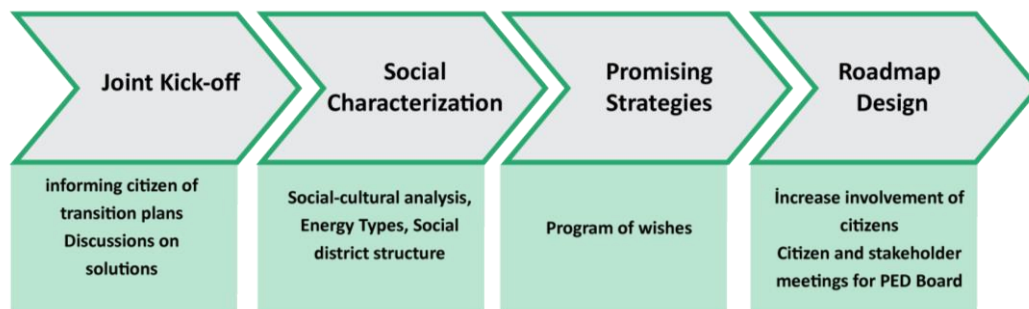 Joint Kick-off
informing citizen of
transition plans
Discussions on
solutions
Social
Characterization
Social-cultural analysis,
Energy Types, Social
district structure
Promising
Strategies
Program of wishes
Roadmap
Design
İncrease involvement of
citizens
Citizen and stakeholder
meetings for PED Board